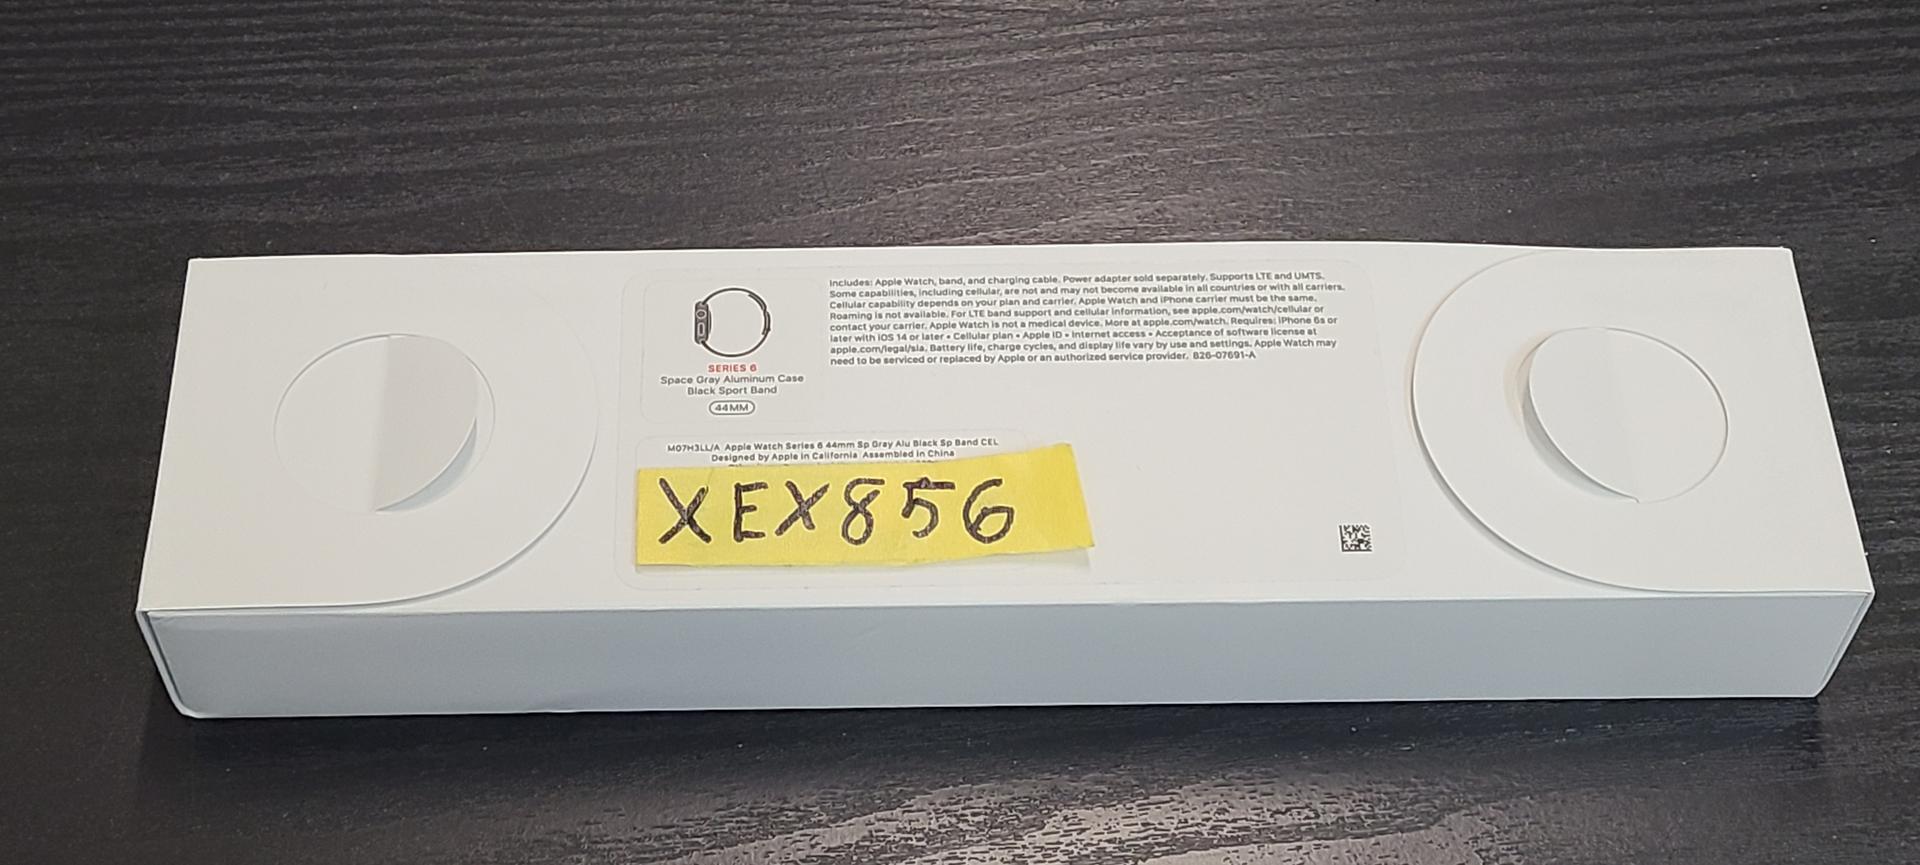 SERIES 6
Space Gray Aluminum Case
Black Sport Band
44MM
Includes: Apple Watch, band, and charging cable. Power adapter sold separately. Supports LTE and UMTS.
Some capabilities, including cellular, are not and may not become available in all countries or with all carriers.
Cellular capability depends on your plan and carrier. Apple Watch and iPhone carrier must be the same.
Roaming is not available. For LTE band support and cellular information, see apple.com/watch/cellular or
contact your carrier. Apple Watch is not a medical device. More at apple.com/watch. Requires: iPhone 6s or
later with iOS 14 or later • Cellular plan • Apple ID • Internet access • Acceptance of software license at
apple.com/legal/sla. Battery life, charge cycles, and display life vary by use and settings. Apple Watch may
need to be serviced or replaced by Apple or an authorized service provider. 826-07691-A
M07H3LL/A Apple Watch Series 6 44mm Sp Gray Alu Black Sp Band CEL
Designed by Apple in California Assembled in China
XEX856